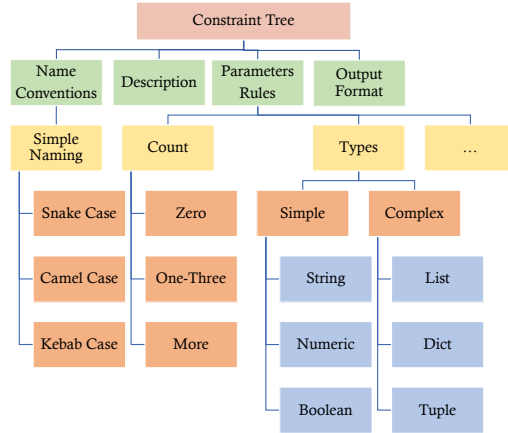 Constraint Tree
Name
Conventions
Description
Parameters
Rules
Output
Format
Simple
Naming
Count
Types
...
Snake Case
Zero
Simple
Complex
Camel Case
One-Three
String
List
Kebab Case
More
Numeric
Dict
Boolean
Tuple